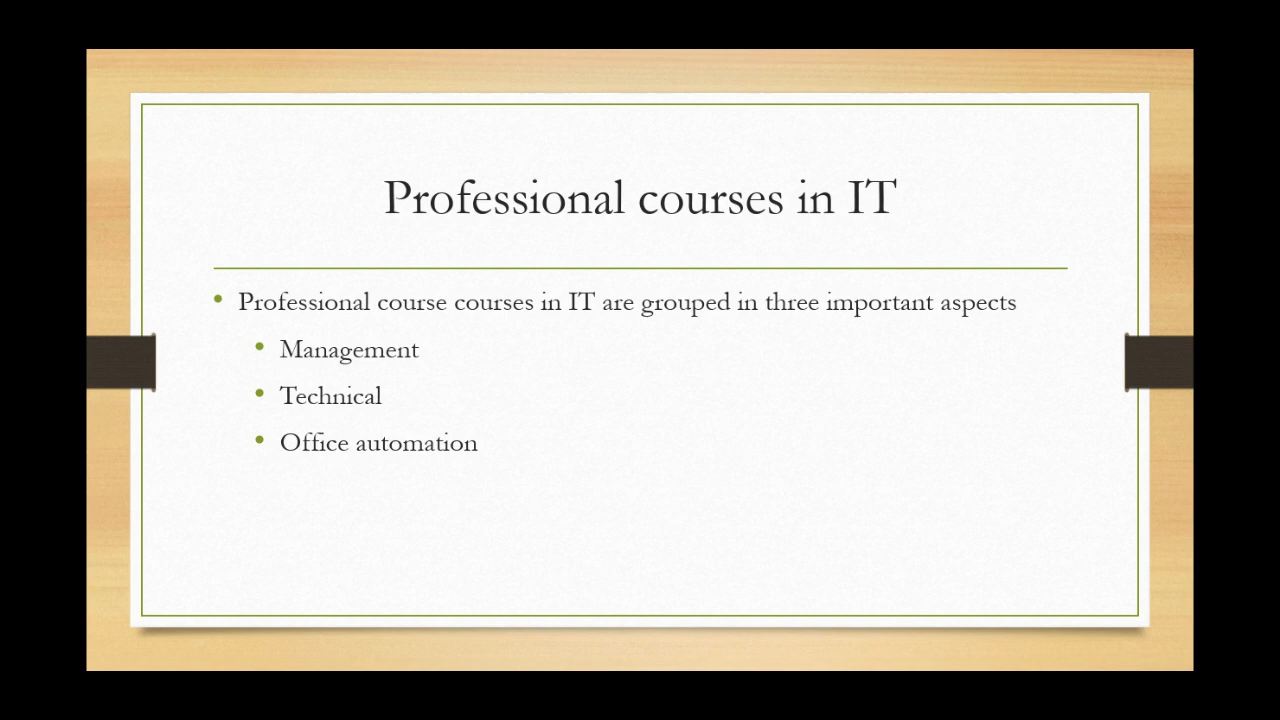 Professional courses in IT
• Professional course courses in IT are grouped in three important aspects
• Management
• Technical
• Office automation